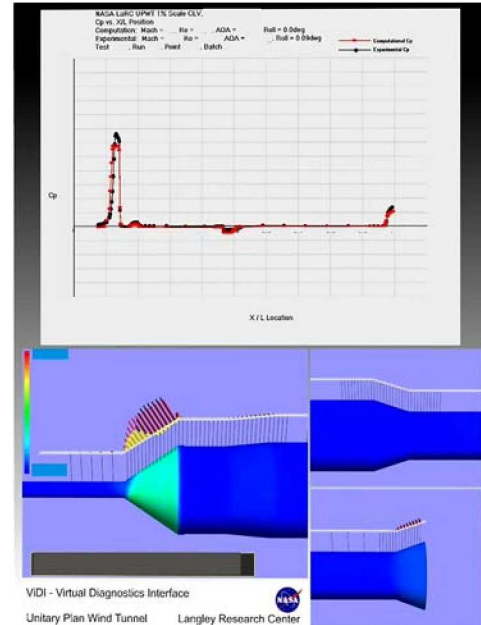 NASA LaRC UPWT 1% Scale CLV,
Cp vs. X/L Position
Computation: Mach = , Re = , AOA = Roll = 0.0deg
Experimental: Mach = Re = , AOA = , Roll = 0.09deg
Test , Run , Point , Batch
Computational Cp
Experimental Cp
Cp
X / L Location
ViDI - Virtual Diagnostics Interface
NASA
Unitary Plan Wind Tunnel Langley Research Center